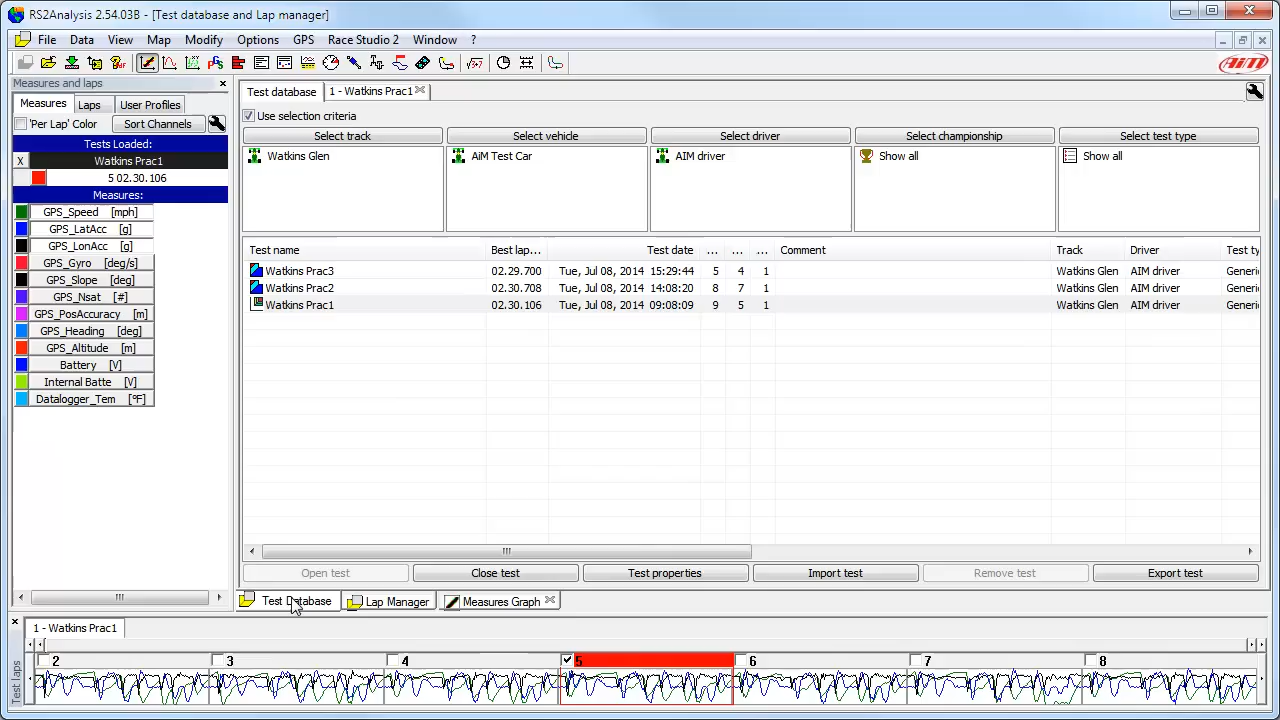 RS2Analysis 2.54.03B - [Test database and Lap manager]
File Data View Map Modify Options GPS Race Studio 2 Window ?
AiM
Measures and laps
Measures Laps User Profiles
'Per Lap' Color Sort Channels
Tests Loaded:
X Watkins Prac1
5 02.30.106
Measures:
GPS_Speed [mph]
GPS_LatAcc [g]
GPS_LonAcc [g]
GPS_Gyro [deg/s]
GPS_Slope [deg]
GPS_Nsat [#]
GPS_PosAccuracy [m]
GPS_Heading [deg]
GPS_Altitude [m]
Battery [V]
Internal Batte [V]
Datalogger_Tem [°F]
Test database 1 - Watkins Prac1
Use selection criteria
Select track Select vehicle Select driver Select championship Select test type
Watkins Glen AiM Test Car AIM driver Show all Show all
Test name Best lap... Test date ... ... ... Comment Track Driver Test ty
Watkins Prac3 02.29.700 Tue, Jul 08, 2014 15:29:44 5 4 1 Watkins Glen AIM driver Generi
Watkins Prac2 02.30.708 Tue, Jul 08, 2014 14:08:20 8 7 1 Watkins Glen AIM driver Generi
Watkins Prac1 02.30.106 Tue, Jul 08, 2014 09:08:09 9 5 1 Watkins Glen AIM driver Generi
Open test Close test Test properties Import test Remove test Export test
Test Database Lap Manager Measures Graph
1 - Watkins Prac1
2 3 4 5 6 7 8
Test laps